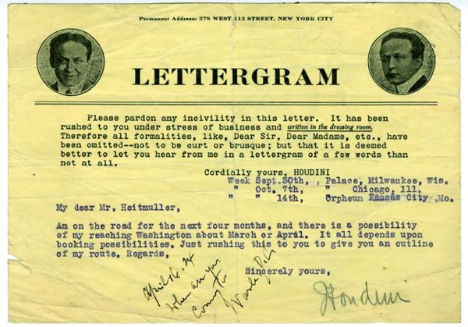 Permanent Address: 278 WEST 113 STREET, NEW YORK CITY
LETTERGRAM
Please pardon any incivility in this letter. It has been
rushed to you under stress of business and written in the dressing room.
Therefore all formalities, like, Dear Sir, Dear Madame, etc., have
been omitted--not to be curt or brusque; but that it is deemed
better to let you hear from me in a lettergram of a few words than
not at all.
Cordially yours, HOUDINI
Week Sept.30th, , Palace, Milwaukee, Wis.
" Oct. 7th, " Chicago, Ill.
" " 14th, Orpheum Kansas City, Mo.
My dear Mr. Heitmuller,
Am on the road for the next four months, and there is a possibility
of my reaching Washington about March or April. It all depends upon
booking possibilities. Just rushing this to you to give you an outline
of my route. Regards,
Sincerely yours,
April 16
When are you
coming to
Houdini